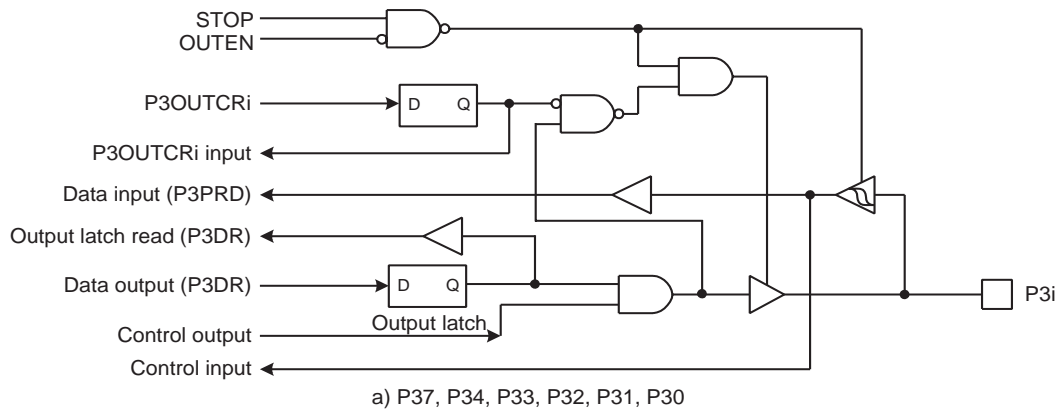 STOP
OUTEN
P3OUTCRi
D Q
P3OUTCRi input
Data input (P3PRD)
Output latch read (P3DR)
Data output (P3DR)
D Q
P3i
Output latch
Control output
Control input
a) P37, P34, P33, P32, P31, P30